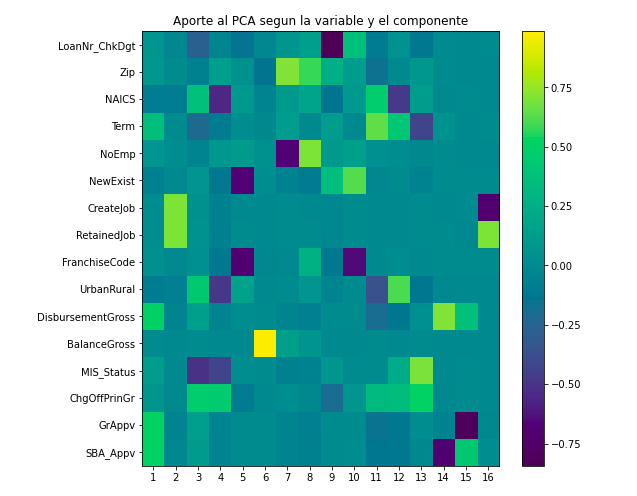 Aporte al PCA segun la variable y el componente
LoanNr_ChkDgt
Zip
NAICS
Term
NoEmp
NewExist
CreateJob
RetainedJob
FranchiseCode
UrbanRural
DisbursementGross
BalanceGross
MIS_Status
ChgOffPrinGr
GrAppv
SBA_Appv
1 2 3 4 5 6 7 8 9 10 11 12 13 14 15 16
0.75
0.50
0.25
0.00
−0.25
−0.50
−0.75